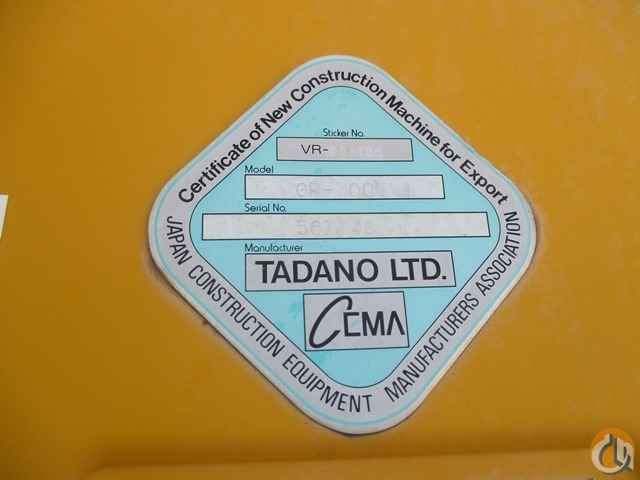 Certificate of New Construction Machine for Export
Sticker No.
VR-
Model
Serial No.
Manufacturer
TADANO LTD.
CEMA
JAPAN CONSTRUCTION EQUIPMENT MANUFACTURERS ASSOCIATION